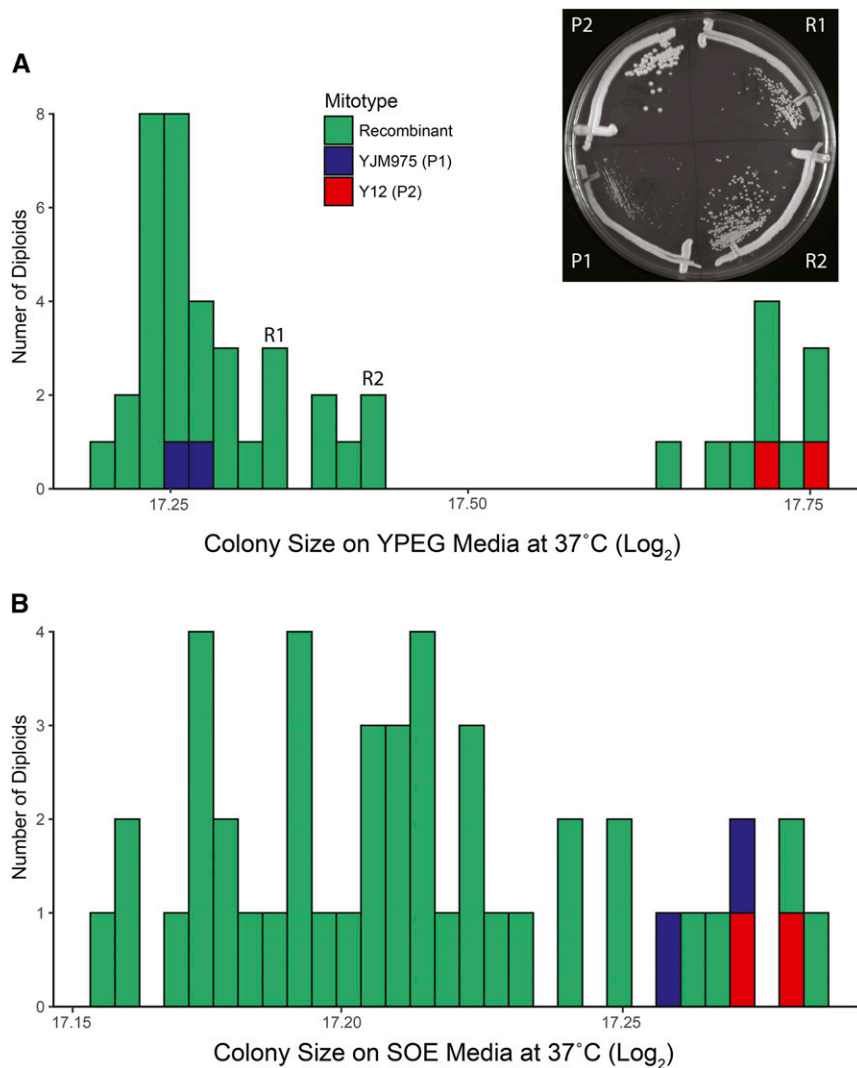 P2
R1
A
P1
R2
Mitotype
Recombinant
YJM975 (P1)
Y12 (P2)
Numer of Diploids
8
6
4
2
0
R1
R2
17.25
17.50
17.75
Colony Size on YPEG Media at 37˚C (Log2)
B
Number of Diploids
4
3
2
1
0
17.15
17.20
17.25
Colony Size on SOE Media at 37˚C (Log2)